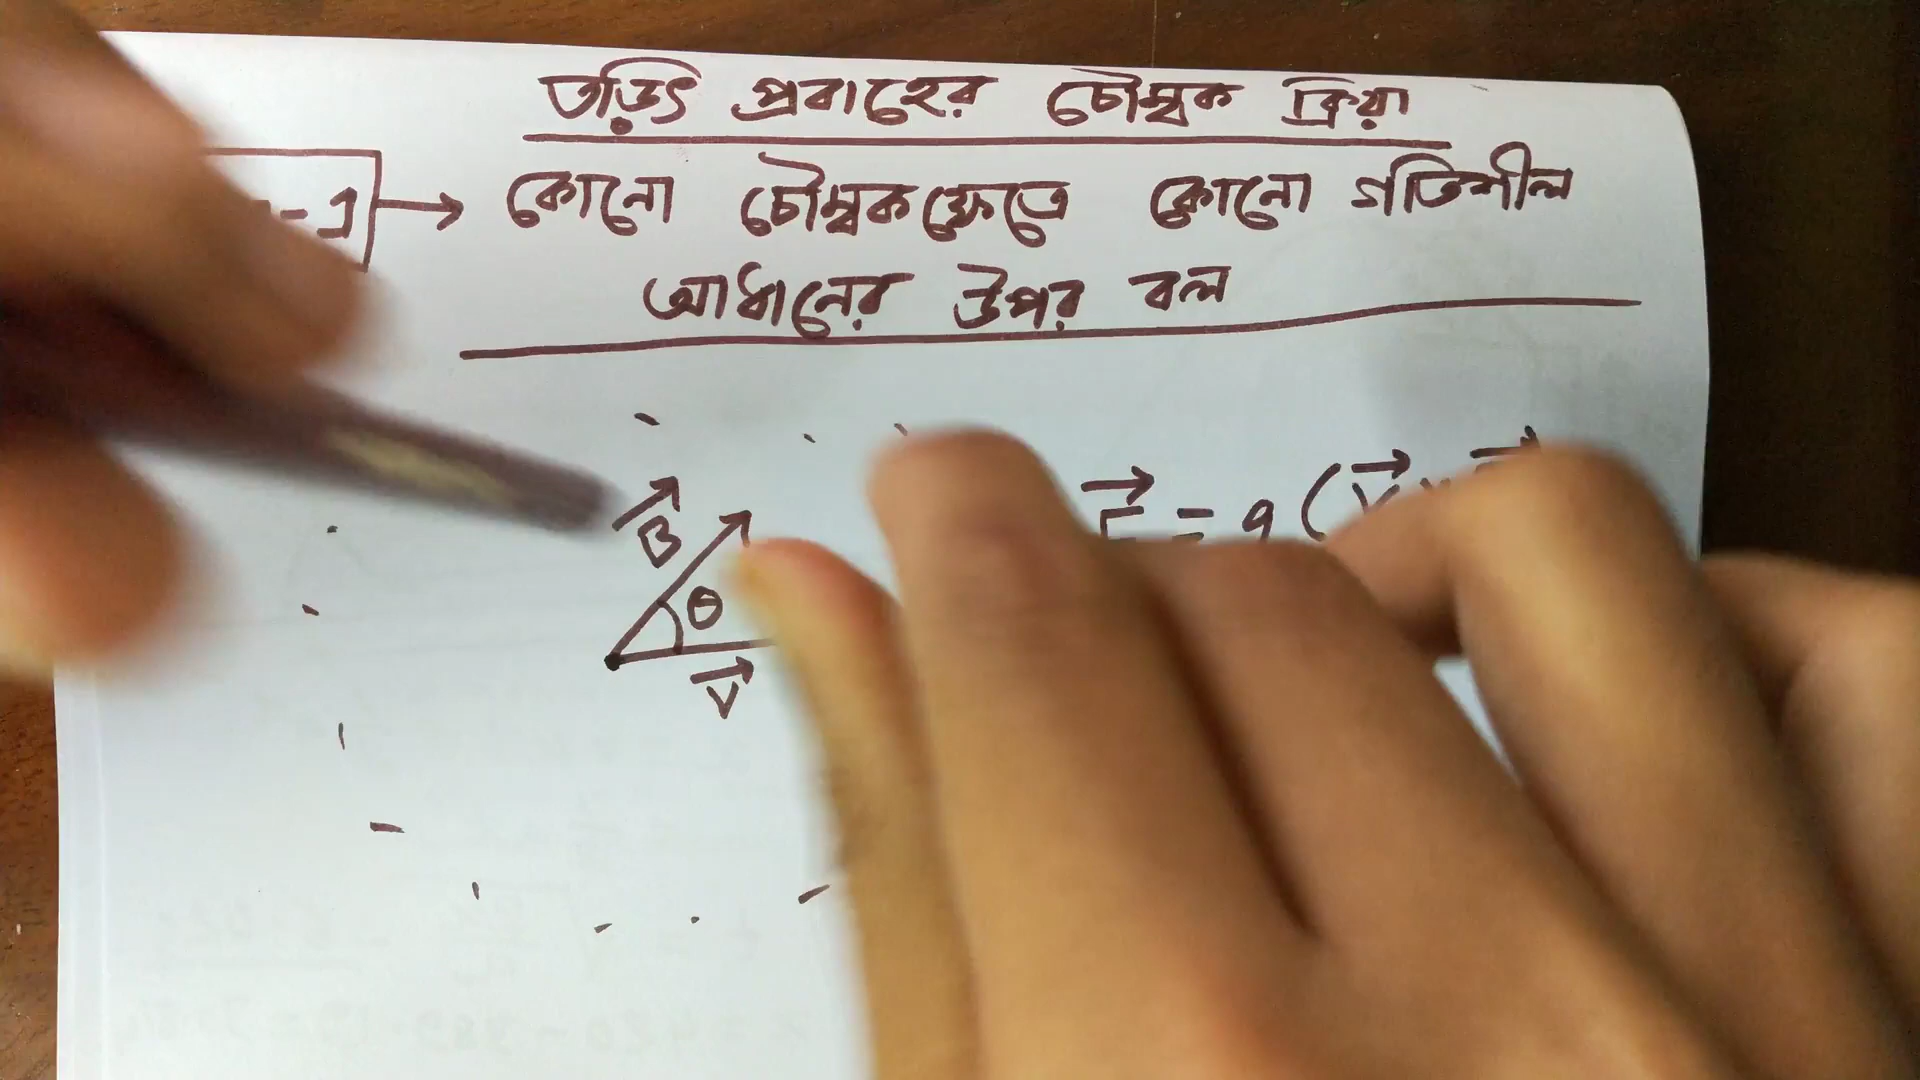 তড়িৎ প্রবাহের চৌম্বক ক্রিয়া
→ কোনো চৌম্বকক্ষেত্রে কোনো গতিশীল
আধানের উপর বল
B
F = q (V
θ
V